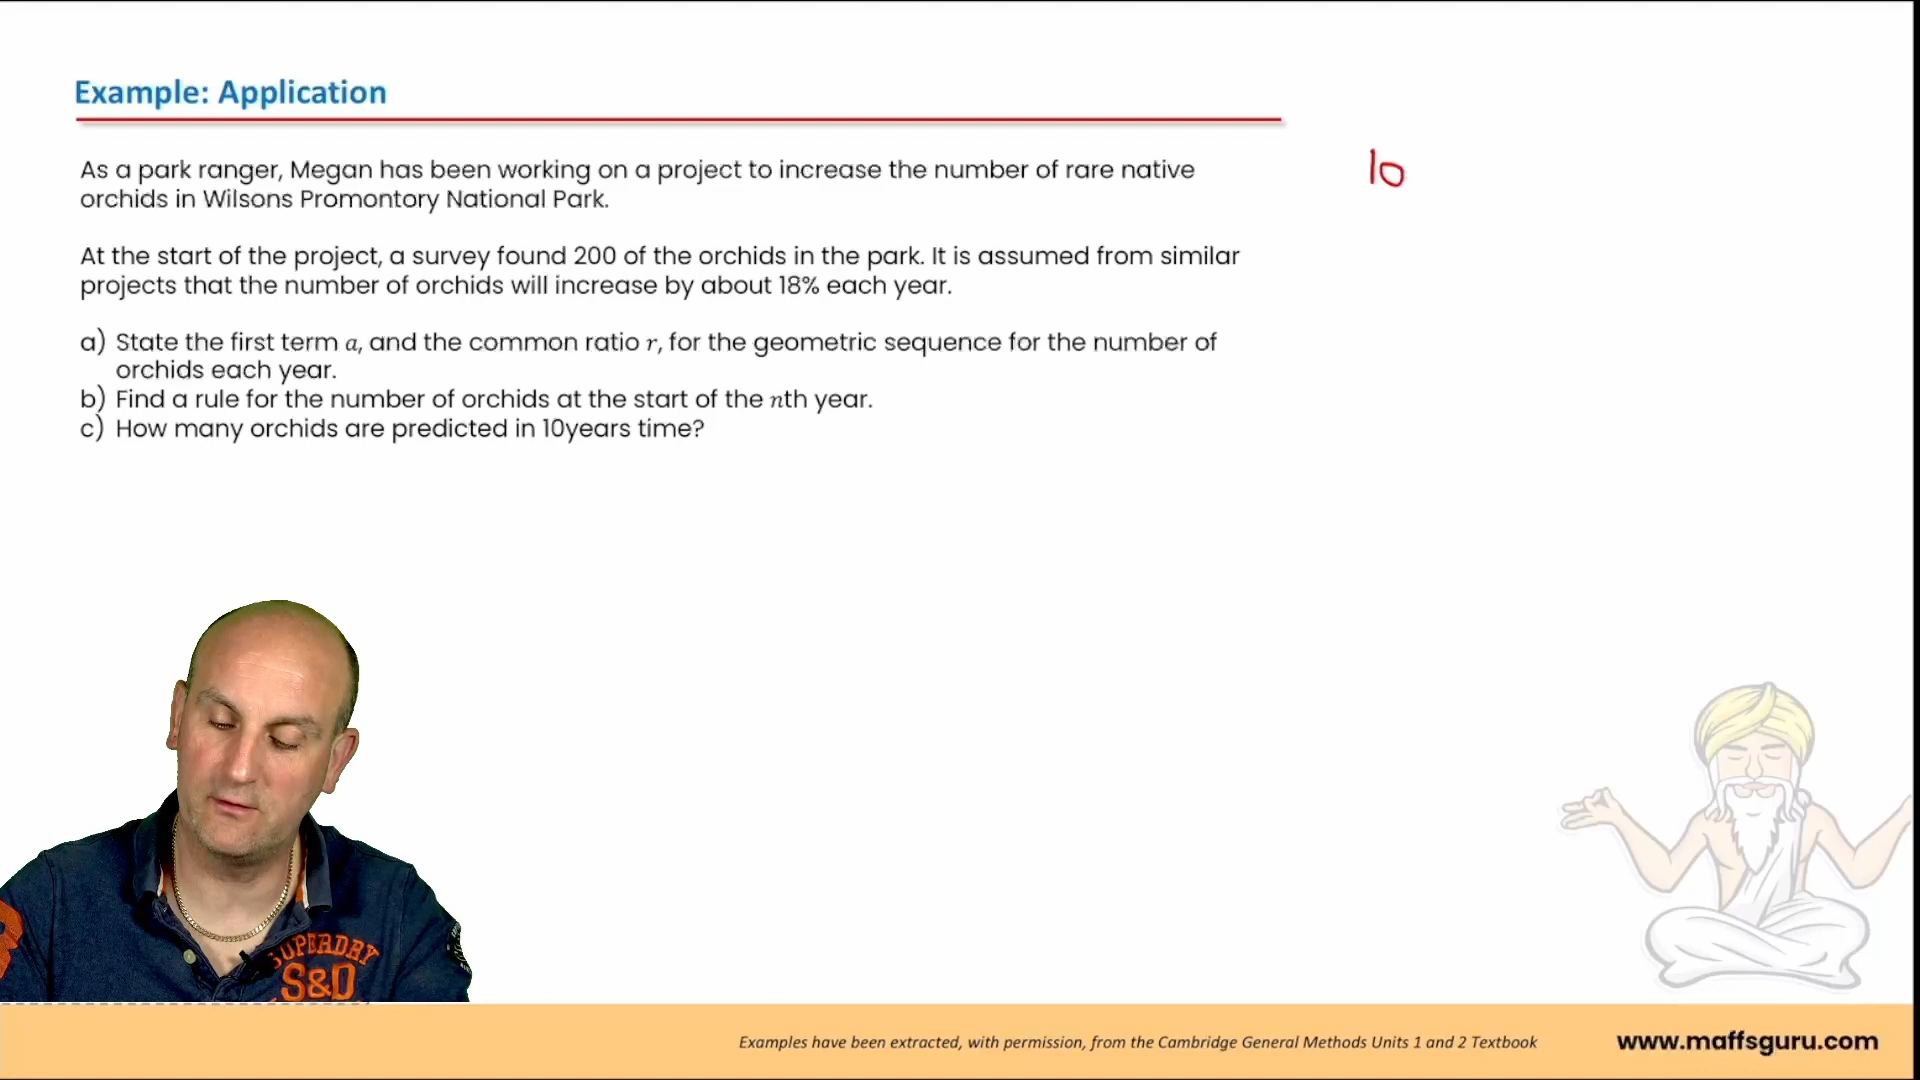 Example: Application
10
As a park ranger, Megan has been working on a project to increase the number of rare native
orchids in Wilsons Promontory National Park.
At the start of the project, a survey found 200 of the orchids in the park. It is assumed from similar
projects that the number of orchids will increase by about 18% each year.
a) State the first term a, and the common ratio r, for the geometric sequence for the number of
orchids each year.
b) Find a rule for the number of orchids at the start of the nth year.
c) How many orchids are predicted in 10years time?
SUPERDRY
S&D
Examples have been extracted, with permission, from the Cambridge General Methods Units 1 and 2 Textbook
www.maffsguru.com